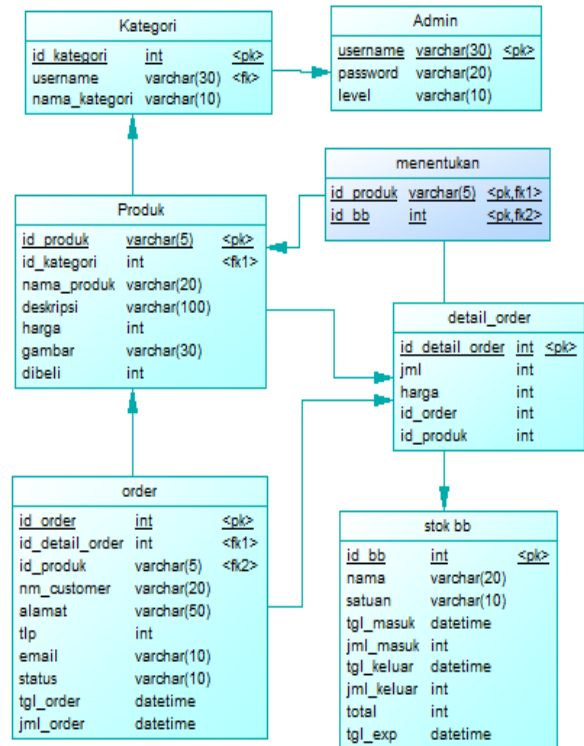 Kategori
id_kategori int <pk>
username varchar(30) <fk>
nama_kategori varchar(10)
Admin
username varchar(30) <pk>
password varchar(20)
level varchar(10)
menentukan
id_produk varchar(5) <pk,fk1>
id_bb int <pk,fk2>
Produk
id_produk varchar(5) <pk>
id_kategori int <fk1>
nama_produk varchar(20)
deskripsi varchar(100)
harga int
gambar varchar(30)
dibeli int
detail_order
id_detail_order int <pk>
jml int
harga int
id_order int
id_produk int
order
id_order int <pk>
id_detail_order int <fk1>
id_produk varchar(5) <fk2>
nm_customer varchar(20)
alamat varchar(50)
tlp int
email varchar(10)
status varchar(10)
tgl_order datetime
jml_order datetime
stok bb
id_bb int <pk>
nama varchar(20)
satuan varchar(10)
tgl_masuk datetime
jml_masuk int
tgl_keluar datetime
jml_keluar int
total int
tgl_exp datetime